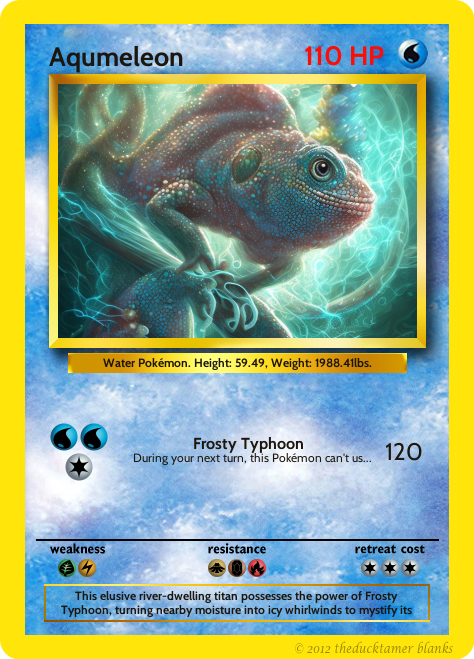 Aqumeleon 110 HP
Water Pokémon. Height: 59.49, Weight: 1988.41lbs.
Frosty Typhoon
During your next turn, this Pokémon can't us... 120
weakness resistance retreat cost
This elusive river-dwelling titan possesses the power of Frosty
Typhoon, turning nearby moisture into icy whirlwinds to mystify its
© 2012 theducktamer blanks